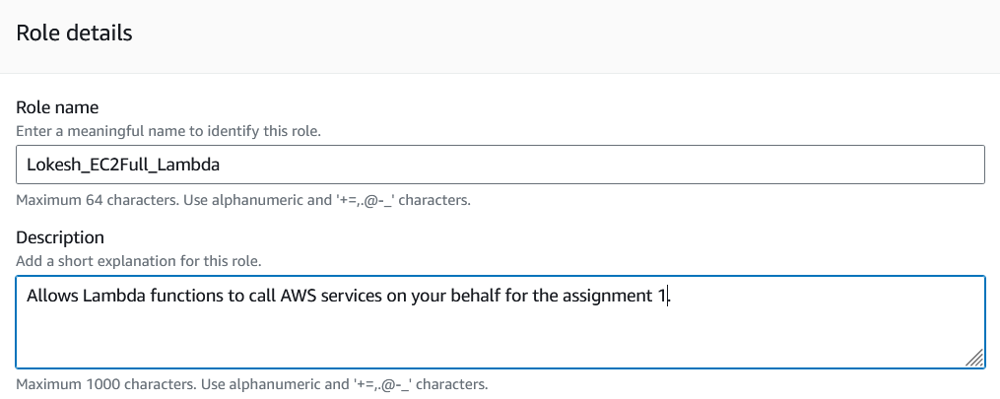 Role details
Role name
Enter a meaningful name to identify this role.
Lokesh_EC2Full_Lambda
Maximum 64 characters. Use alphanumeric and '+=,.@-_' characters.
Description
Add a short explanation for this role.
Allows Lambda functions to call AWS services on your behalf for the assignment 1.
Maximum 1000 characters. Use alphanumeric and '+=,.@-_' characters.